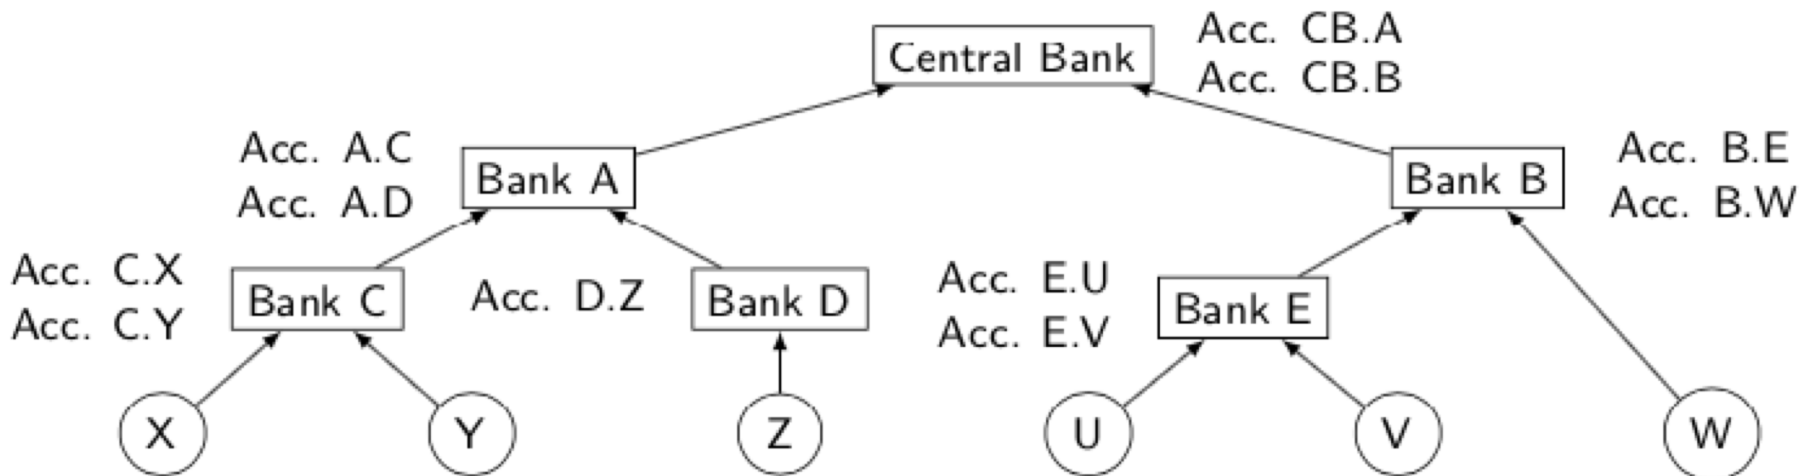 Central Bank
Acc. CB.A
Acc. CB.B
Acc. A.C
Acc. A.D
Bank A
Bank B
Acc. B.E
Acc. B.W
Acc. C.X
Acc. C.Y
Bank C
Acc. D.Z
Bank D
Acc. E.U
Acc. E.V
Bank E
X
Y
Z
U
V
W